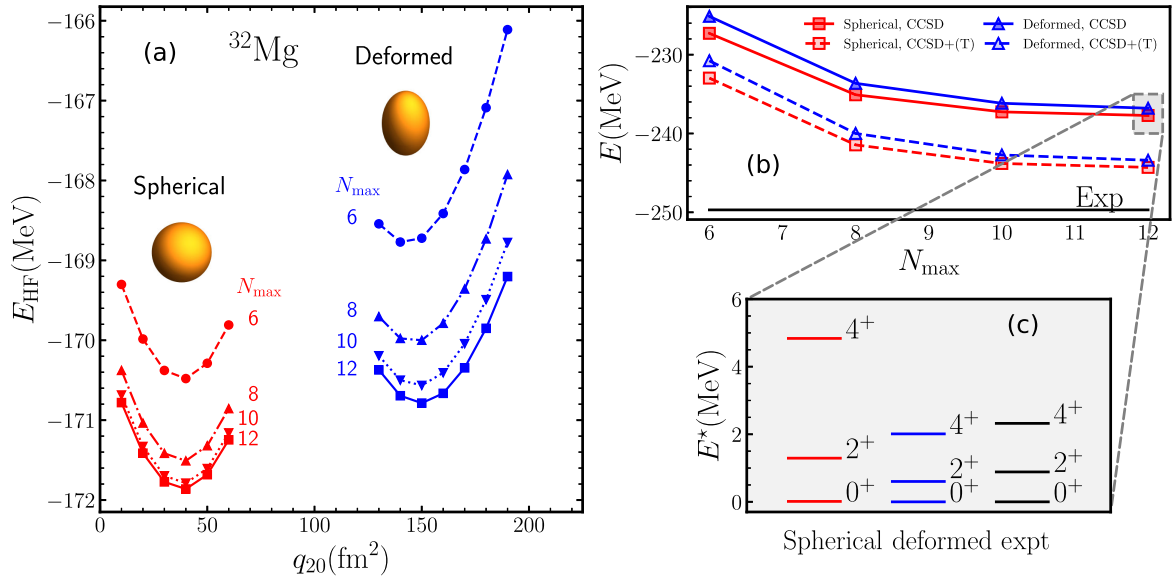 (a)
³²Mg
Deformed
Spherical
N_max
6
8
10
12
N_max
6
8
10
12
−166
−167
−168
−169
−170
−171
−172
E_HF(MeV)
0
50
100
150
200
q₂₀(fm²)
Spherical, CCSD
Spherical, CCSD+(T)
Deformed, CCSD
Deformed, CCSD+(T)
−230
−240
−250
E(MeV)
(b)
Exp
6
7
8
9
10
11
12
N_max
(c)
6
4
2
0
E⋆(MeV)
4⁺
2⁺
0⁺
4⁺
2⁺
0⁺
4⁺
2⁺
0⁺
Spherical deformed expt